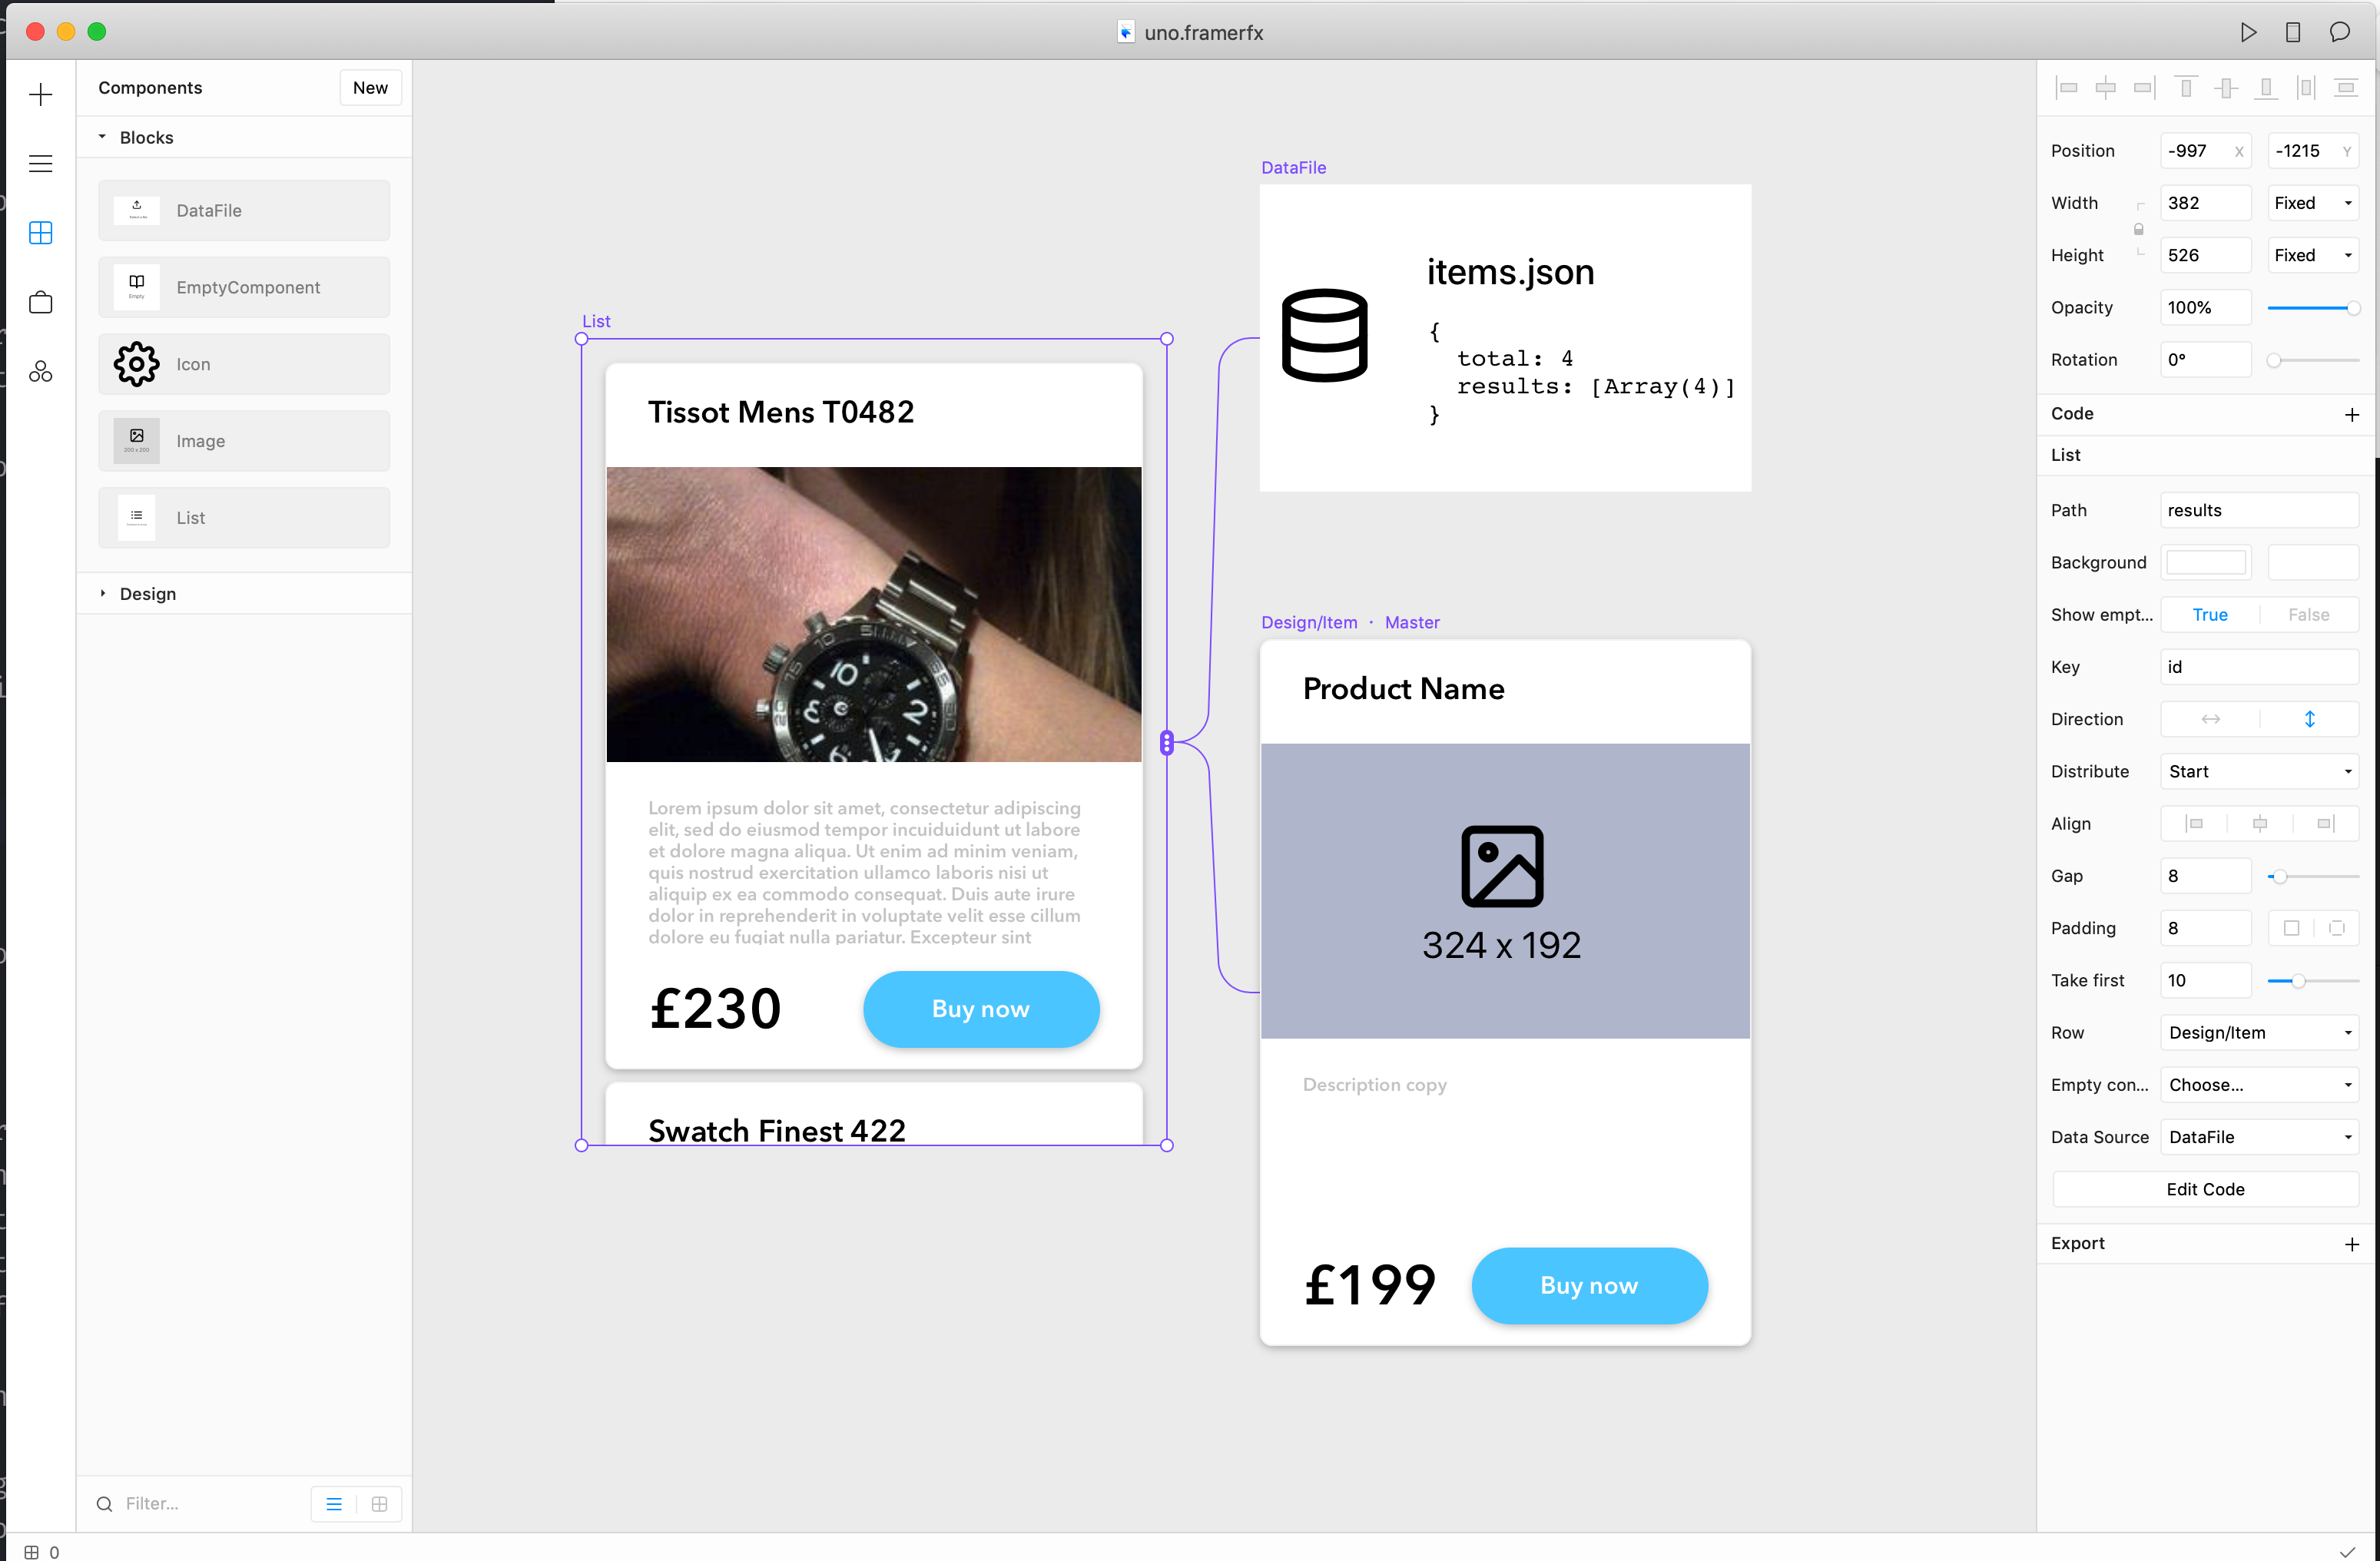 uno.framerfx
Components
New
Blocks
DataFile
EmptyComponent
Empty
Icon
Image
200 x 200
List
Design
Filter...
0
List
Tissot Mens T0482
10
2
8
6
Lorem ipsum dolor sit amet, consectetur adipiscing
elit, sed do eiusmod tempor incuiduidunt ut labore
et dolore magna aliqua. Ut enim ad minim veniam,
quis nostrud exercitation ullamco laboris nisi ut
aliquip ex ea commodo consequat. Duis aute irure
dolor in reprehenderit in voluptate velit esse cillum
dolore eu fugiat nulla pariatur. Excepteur sint
£230
Buy now
Swatch Finest 422
DataFile
items.json
{
total: 4
results: [Array(4)]
}
Design/Item · Master
Product Name
324 x 192
Description copy
£199
Buy now
Position -997 X -1215 Y
Width 382 Fixed
Height 526 Fixed
Opacity 100%
Rotation 0°
Code
List
Path results
Background
Show empt... True False
Key id
Direction
Distribute Start
Align
Gap 8
Padding 8
Take first 10
Row Design/Item
Empty con... Choose...
Data Source DataFile
Edit Code
Export